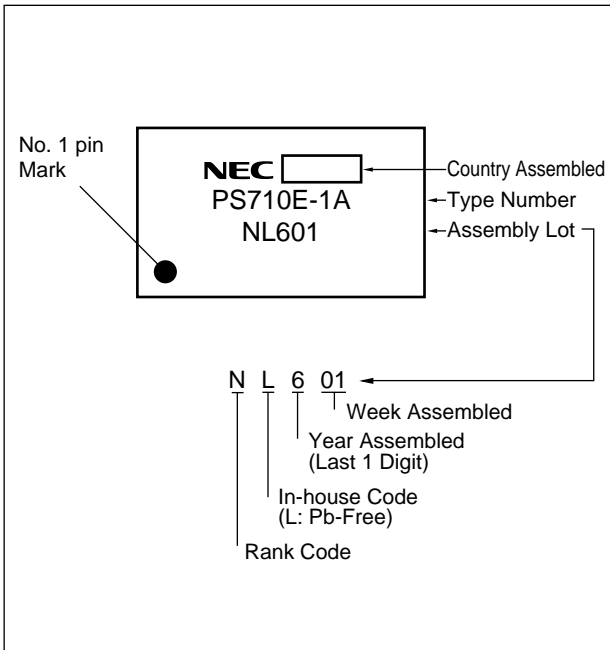 No. 1 pin
Mark
NEC
Country Assembled
PS710E-1A
Type Number
NL601
Assembly Lot
N L 6 01
Week Assembled
Year Assembled
(Last 1 Digit)
In-house Code
(L: Pb-Free)
Rank Code